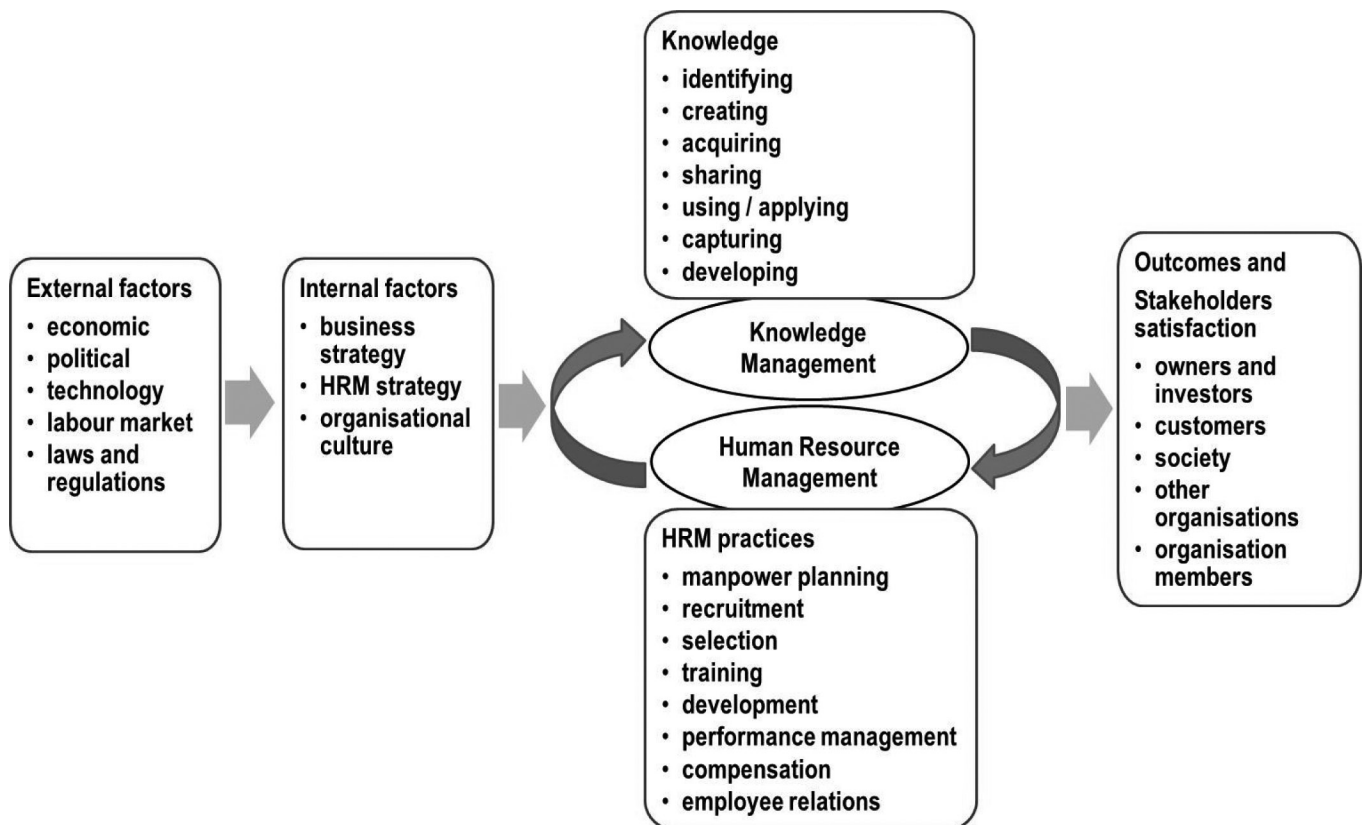 Knowledge
• identifying
• creating
• acquiring
• sharing
• using / applying
• capturing
• developing
External factors
• economic
• political
• technology
• labour market
• laws and
regulations
Internal factors
• business
strategy
• HRM strategy
• organisational
culture
Knowledge
Management
Human Resource
Management
HRM practices
• manpower planning
• recruitment
• selection
• training
• development
• performance management
• compensation
• employee relations
Outcomes and
Stakeholders
satisfaction
• owners and
investors
• customers
• society
• other
organisations
• organisation
members